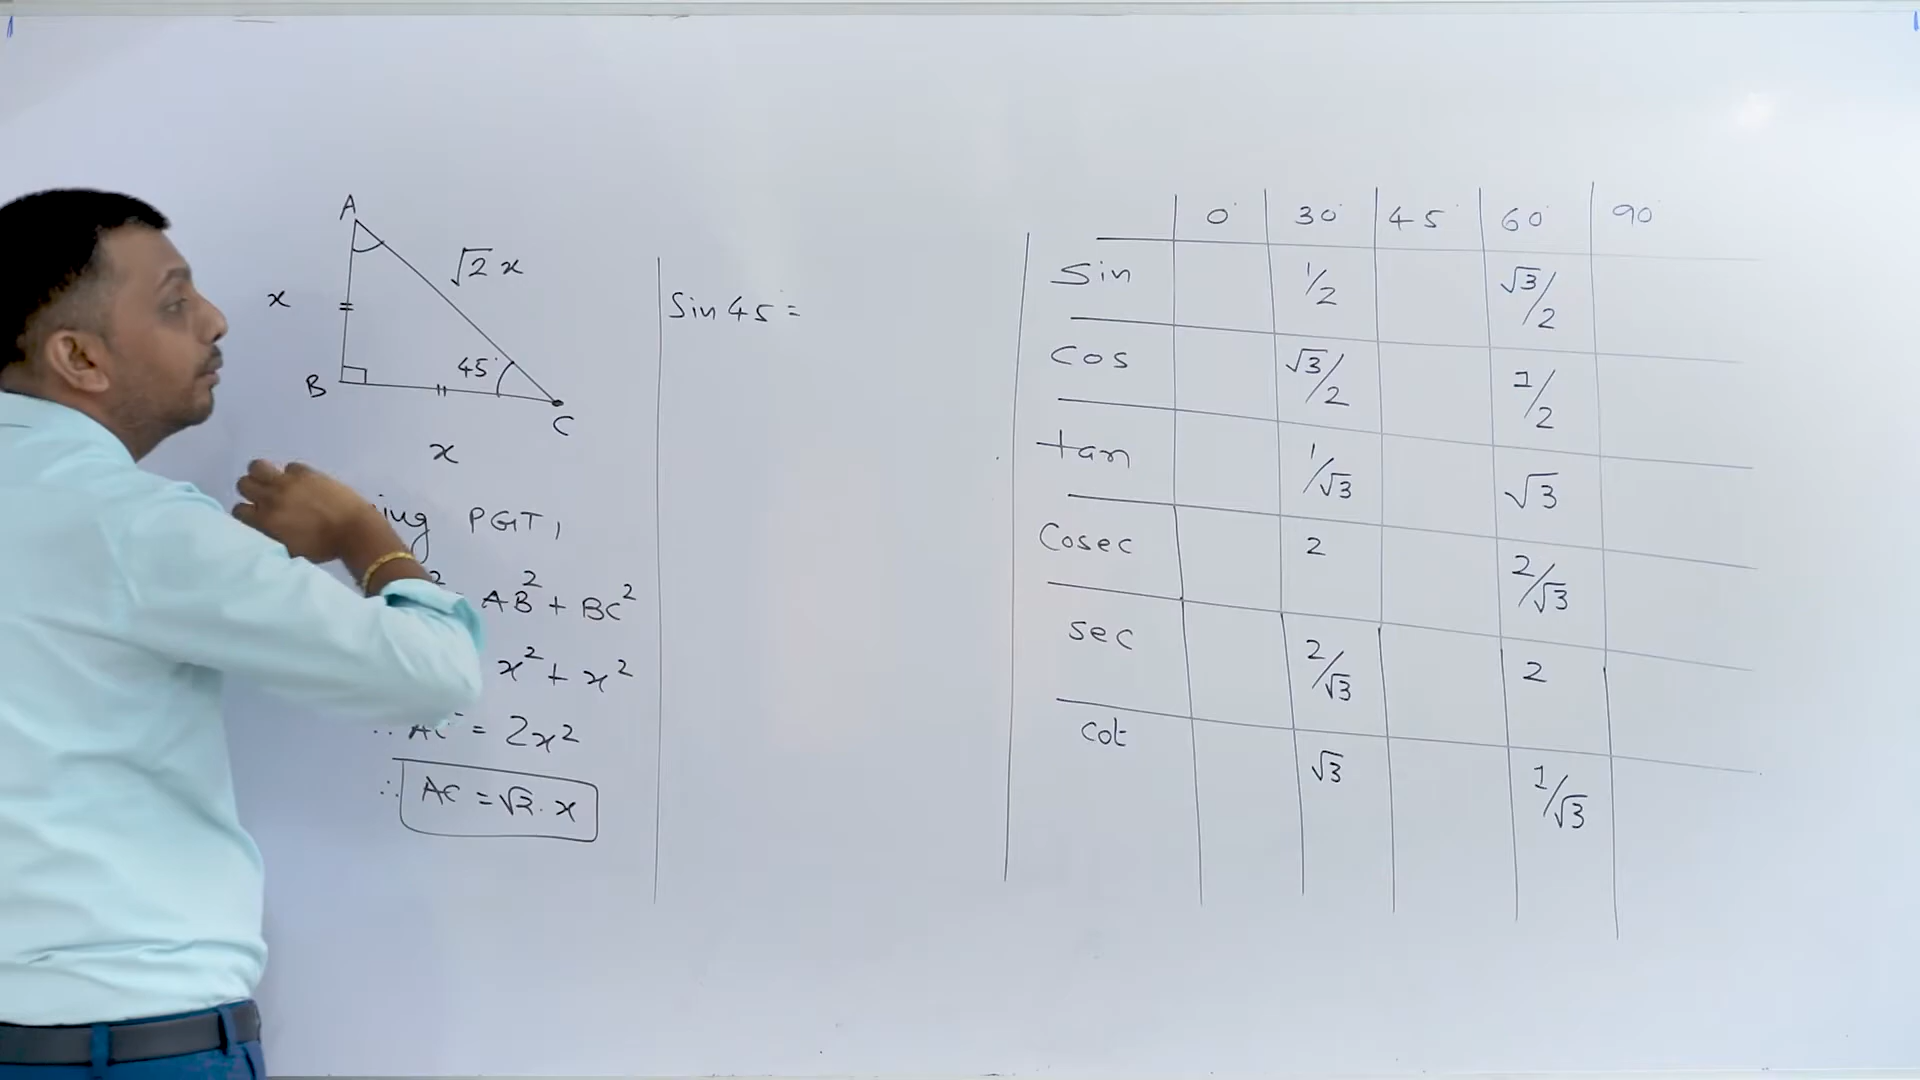 A
√2 x
x
45°
B
C
x
PGT,
2 AB² + BC²
x² + x²
∴ AC = 2x²
∴ AC = √2 . x
Sin 45 =
0° 30° 45° 60° 90°
Sin 1/2 √3/2
Cos √3/2 1/2
tan 1/√3 √3
Cosec 2 2/√3
Sec 2/√3 2
Cot √3 1/√3